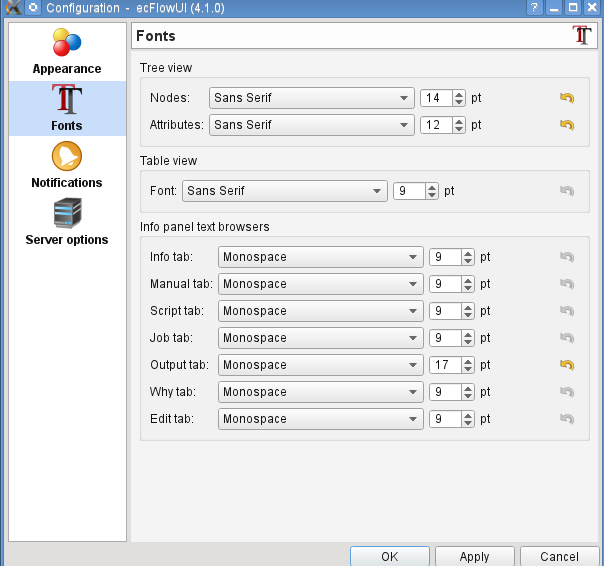 Configuration - ecFlowUI (4.1.0)
Appearance
Fonts
Notifications
Server options
Fonts
Tree view
Nodes: Sans Serif 14 pt
Attributes: Sans Serif 12 pt
Table view
Font: Sans Serif 9 pt
Info panel text browsers
Info tab: Monospace 9 pt
Manual tab: Monospace 9 pt
Script tab: Monospace 9 pt
Job tab: Monospace 9 pt
Output tab: Monospace 17 pt
Why tab: Monospace 9 pt
Edit tab: Monospace 9 pt
OK Apply Cancel